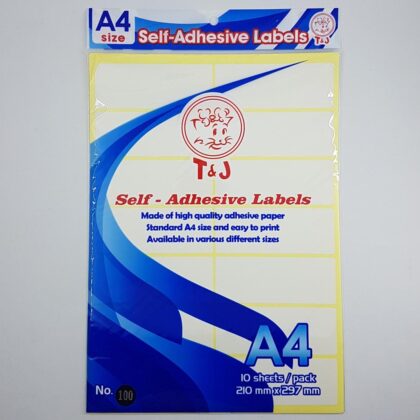 A4
size
Self-Adhesive Labels
T&J
T&J
Self - Adhesive Labels
Made of high quality adhesive paper
Standard A4 size and easy to print
Available in various different sizes
A4
10 sheets / pack
210 mm x 297 mm
No. 100